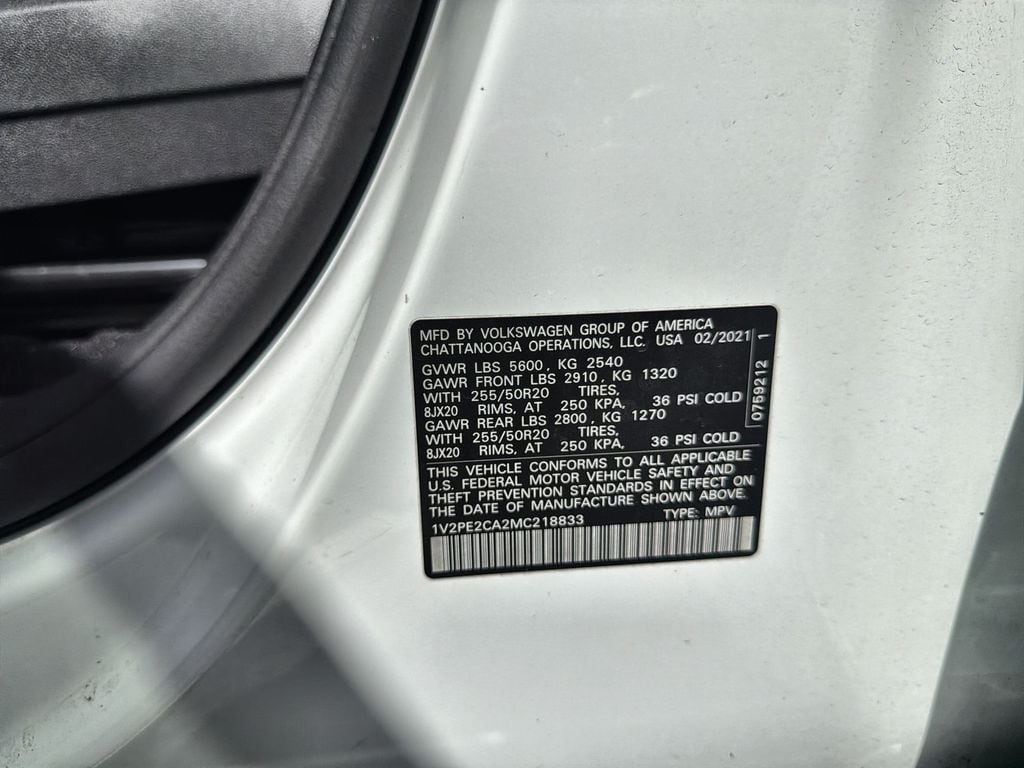 MFD BY VOLKSWAGEN GROUP OF AMERICA
CHATTANOOGA OPERATIONS, LLC. USA 02/2021 1
GVWR LBS 5600, KG 2540
GAWR FRONT LBS 2910, KG 1320
WITH 255/50R20 TIRES,
8JX20 RIMS, AT 250 KPA, 36 PSI COLD
GAWR REAR LBS 2800, KG 1270
WITH 255/50R20 TIRES,
8JX20 RIMS, AT 250 KPA, 36 PSI COLD
0759212
THIS VEHICLE CONFORMS TO ALL APPLICABLE
U.S. FEDERAL MOTOR VEHICLE SAFETY AND
THEFT PREVENTION STANDARDS IN EFFECT ON
THE DATE OF MANUFACTURE SHOWN ABOVE.
1V2PE2CA2MC218833 TYPE: MPV